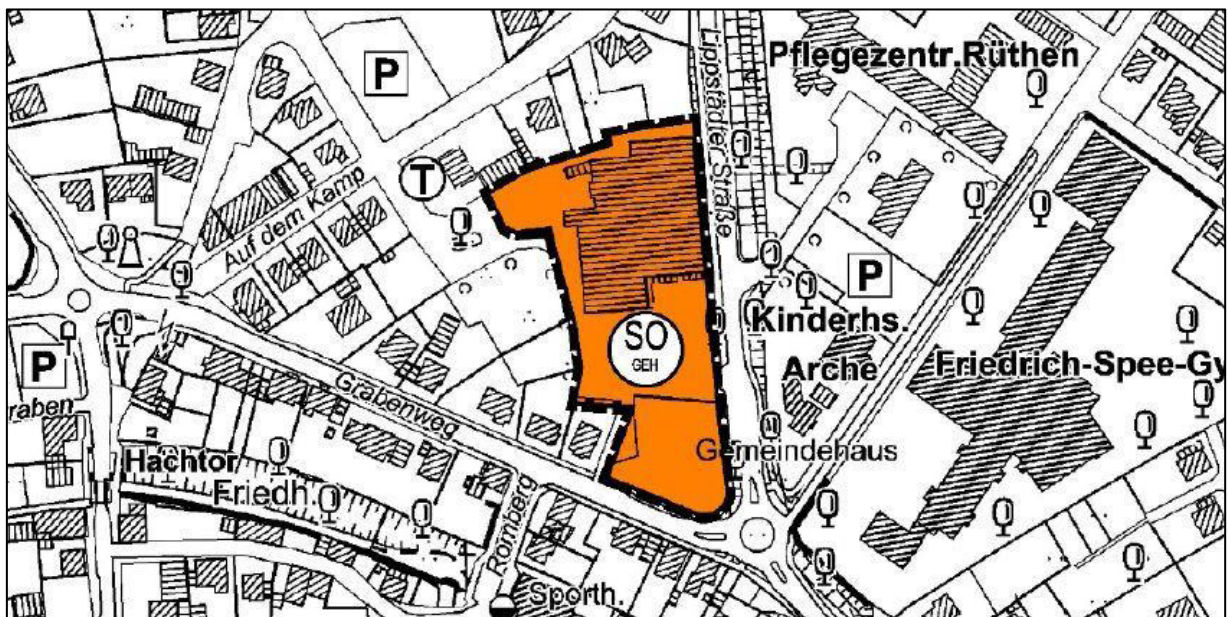 Pflegezentr.Rüthen
P
Lippstädter Straße
T
Auf dem Kamp
P
SO
GEH
Kinderhs.
Arche
Friedrich-Spee-Gy
P
raben
Grabenweg
Gemeindehaus
Hachtor
Friedh.
Romberg
Sporth.